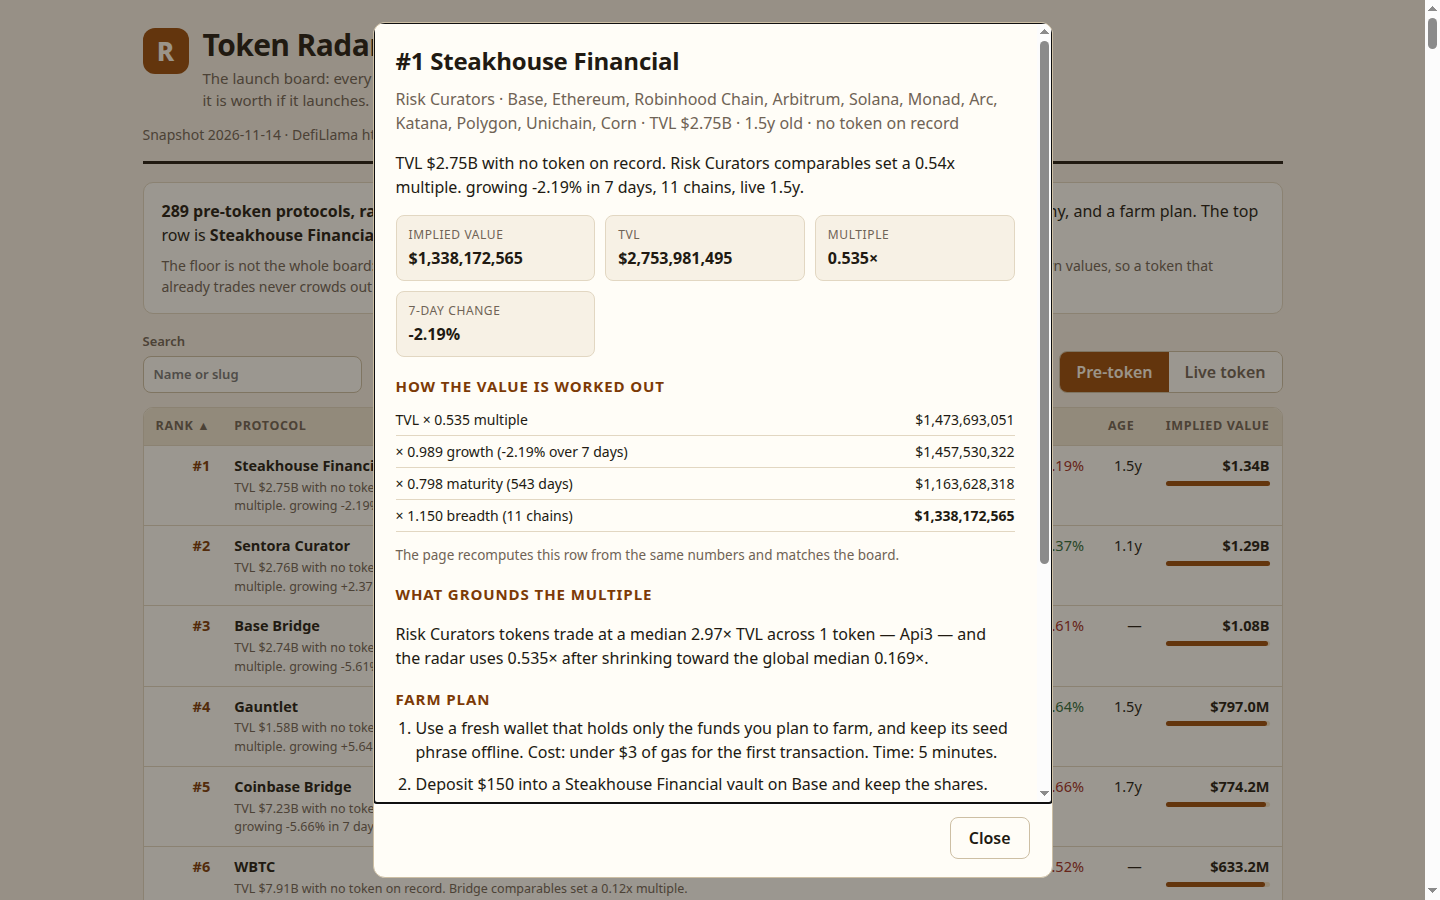 R
Token Radar
The launch board: every
it is worth if it launches.
Snapshot 2026-11-14 · DefiLlama
289 pre-token protocols,
ny, and a farm plan. The top
row is Steakhouse Financial
The floor is not the whole board
n values, so a token that
already trades never crowds out
Search
Name or slug
Pre-token
Live token
RANK ▲ PROTOCOL
AGE IMPLIED VALUE
#1 Steakhouse Financi
.19% 1.5y $1.34B
TVL $2.75B with no toke
multiple. growing -2.19%
#2 Sentora Curator
.37% 1.1y $1.29B
TVL $2.76B with no toke
multiple. growing +2.37
#3 Base Bridge
.61% — $1.08B
TVL $2.74B with no toke
multiple. growing -5.61%
#4 Gauntlet
.64% 1.5y $797.0M
TVL $1.58B with no toke
multiple. growing +5.64
#5 Coinbase Bridge
.66% 1.7y $774.2M
TVL $7.23B with no toke
growing -5.66% in 7 day
#6 WBTC
.52% — $633.2M
TVL $7.91B with no token on record. Bridge comparables set a 0.12x multiple.
#1 Steakhouse Financial
Risk Curators · Base, Ethereum, Robinhood Chain, Arbitrum, Solana, Monad, Arc,
Katana, Polygon, Unichain, Corn · TVL $2.75B · 1.5y old · no token on record
TVL $2.75B with no token on record. Risk Curators comparables set a 0.54x
multiple. growing -2.19% in 7 days, 11 chains, live 1.5y.
IMPLIED VALUE
$1,338,172,565
TVL
$2,753,981,495
MULTIPLE
0.535×
7-DAY CHANGE
-2.19%
HOW THE VALUE IS WORKED OUT
TVL × 0.535 multiple $1,473,693,051
× 0.989 growth (-2.19% over 7 days) $1,457,530,322
× 0.798 maturity (543 days) $1,163,628,318
× 1.150 breadth (11 chains) $1,338,172,565
The page recomputes this row from the same numbers and matches the board.
WHAT GROUNDS THE MULTIPLE
Risk Curators tokens trade at a median 2.97× TVL across 1 token — Api3 — and
the radar uses 0.535× after shrinking toward the global median 0.169×.
FARM PLAN
1. Use a fresh wallet that holds only the funds you plan to farm, and keep its seed
phrase offline. Cost: under $3 of gas for the first transaction. Time: 5 minutes.
2. Deposit $150 into a Steakhouse Financial vault on Base and keep the shares.
Close